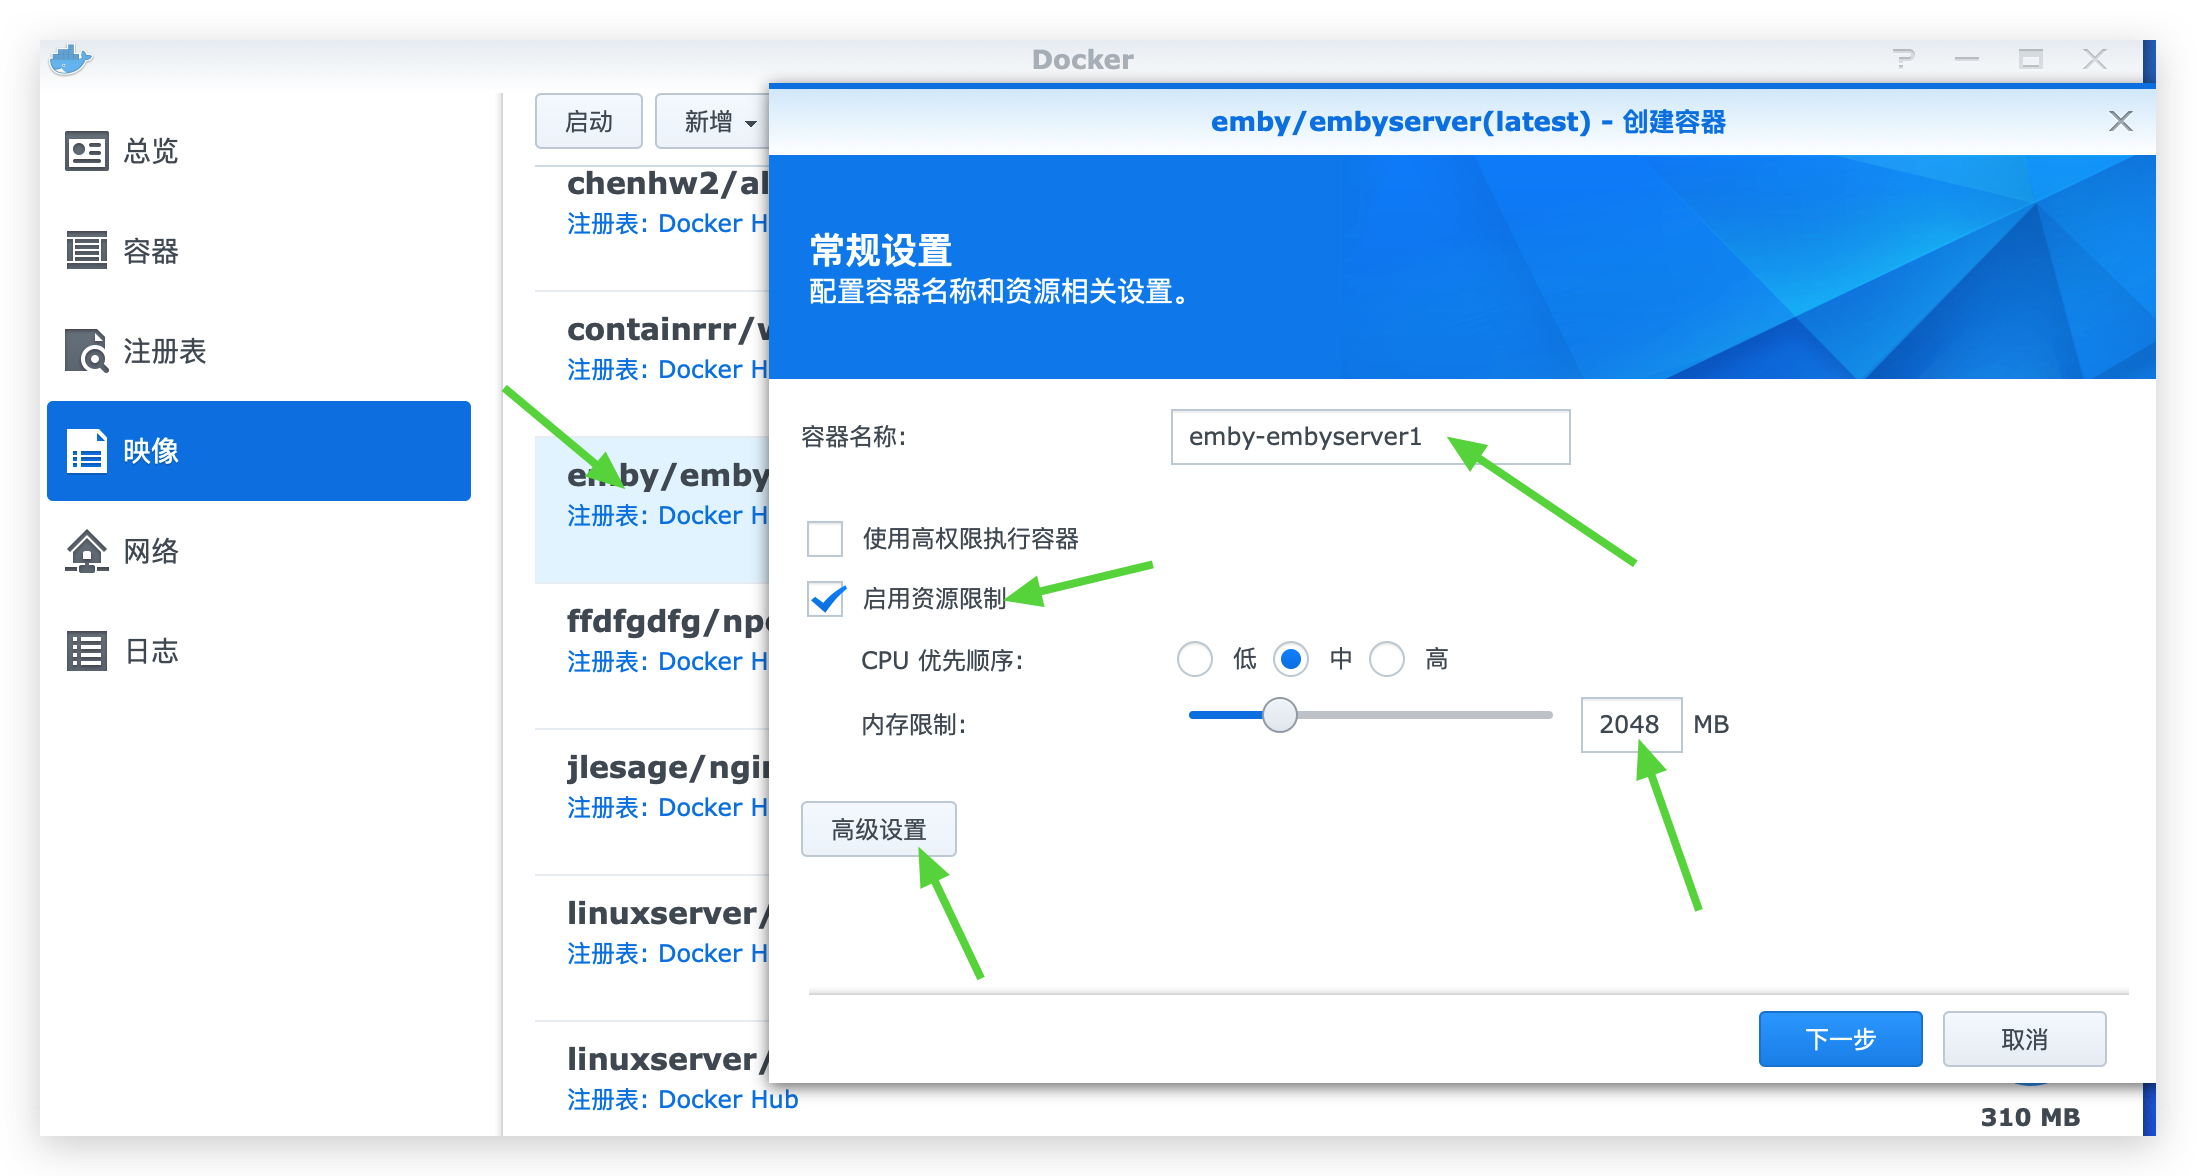 Docker
总览
容器
注册表
映像
网络
日志
启动
新增
chenhw2/al
注册表: Docker H
containrrr/v
注册表: Docker H
emby/emby
注册表: Docker H
ffdfgdfg/np
注册表: Docker H
jlesage/ngin
注册表: Docker H
linuxserver/
注册表: Docker H
linuxserver/
注册表: Docker Hub
310 MB
emby/embyserver(latest) - 创建容器
常规设置
配置容器名称和资源相关设置。
容器名称: emby-embyserver1
使用高权限执行容器
启用资源限制
CPU 优先顺序: 低 中 高
内存限制: 2048 MB
高级设置
下一步 取消